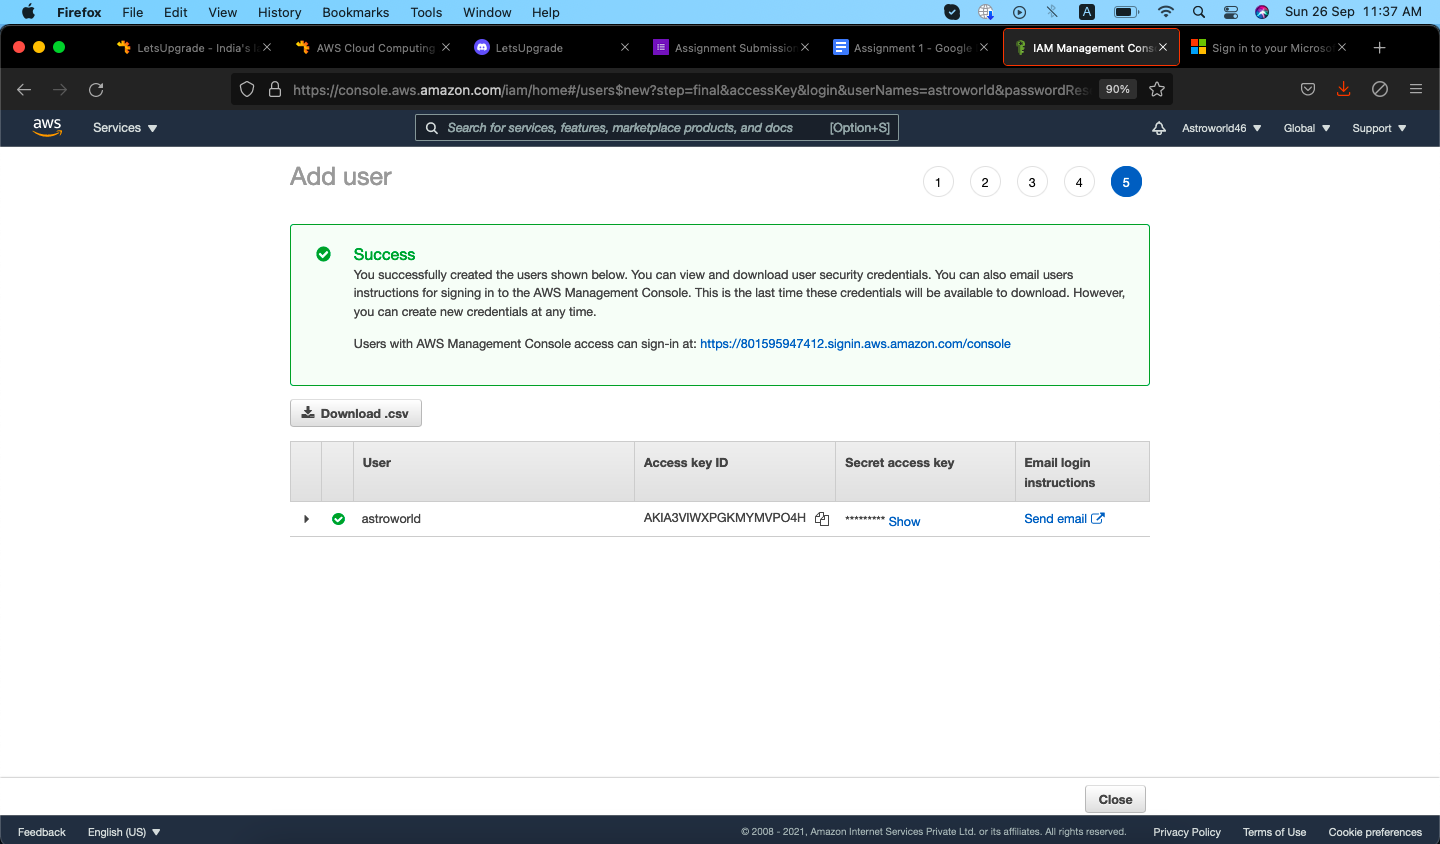 Firefox File Edit View History Bookmarks Tools Window Help A Sun 26 Sep 11:37 AM
LetsUpgrade - India's AWS Cloud Computing LetsUpgrade Assignment Submission Assignment 1 - Google IAM Management Cons Sign in to your Microso
https://console.aws.amazon.com/iam/home#/users$new?step=final&accessKey&login&userNames=astroworld&passwordRes 90%
aws Services Search for services, features, marketplace products, and docs [Option+S] Astroworld46 Global Support
Add user 1 2 3 4 5
Success
You successfully created the users shown below. You can view and download user security credentials. You can also email users
instructions for signing in to the AWS Management Console. This is the last time these credentials will be available to download. However,
you can create new credentials at any time.
Users with AWS Management Console access can sign-in at: https://801595947412.signin.aws.amazon.com/console
Download .csv
User Access key ID Secret access key Email login
instructions
astroworld AKIA3VIWXPGKMYMVPO4H ********* Show Send email
Close
Feedback English (US) © 2008 - 2021, Amazon Internet Services Private Ltd. or its affiliates. All rights reserved. Privacy Policy Terms of Use Cookie preferences